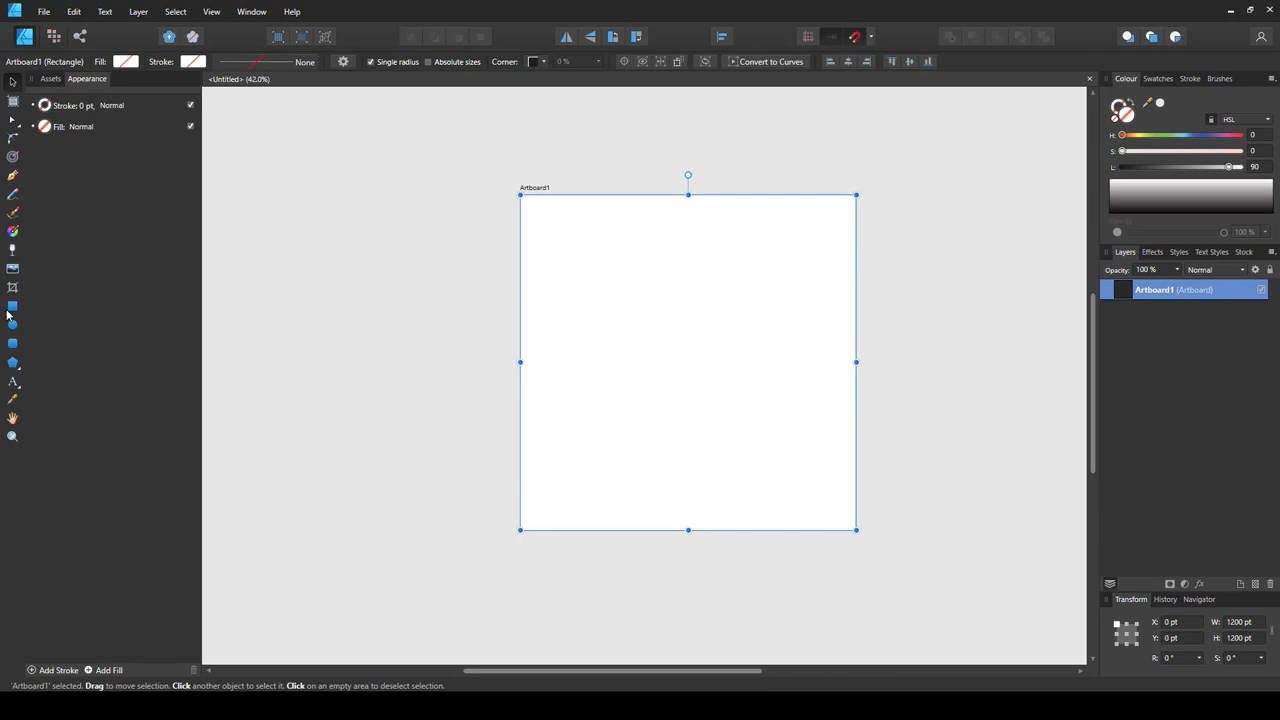 File Edit Text Layer Select View Window Help
Artboard1 (Rectangle) Fill: Stroke: None Single radius Absolute sizes Corner: 0 % Convert to Curves
Assets Appearance
<Untitled> (42.0%)
Colour Swatches Stroke Brushes
Stroke: 0 pt, Normal
Fill: Normal
HSL
H: 0
S: 0
L: 90
Opacity
100 %
Artboard1
Layers Effects Styles Text Styles Stock
Opacity: 100 % Normal
Artboard1 (Artboard)
A
fx
Transform History Navigator
X: 0 pt W: 1200 pt
Y: 0 pt H: 1200 pt
R: 0 ° S: 0 °
Add Stroke Add Fill
'Artboard1' selected. Drag to move selection. Click another object to select it. Click on an empty area to deselect selection.